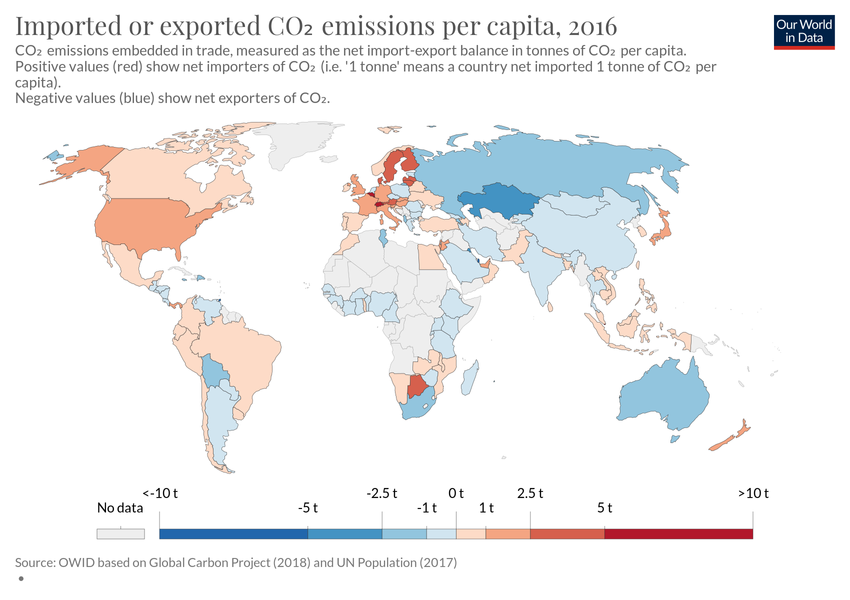 Imported or exported CO₂ emissions per capita, 2016
Our World
in Data
CO₂ emissions embedded in trade, measured as the net import-export balance in tonnes of CO₂ per capita.
Positive values (red) show net importers of CO₂ (i.e. '1 tonne' means a country net imported 1 tonne of CO₂ per
capita).
Negative values (blue) show net exporters of CO₂.
<-10 t
-2.5 t
0 t
2.5 t
>10 t
No data
-5 t
-1 t
1 t
5 t
Source: OWID based on Global Carbon Project (2018) and UN Population (2017)